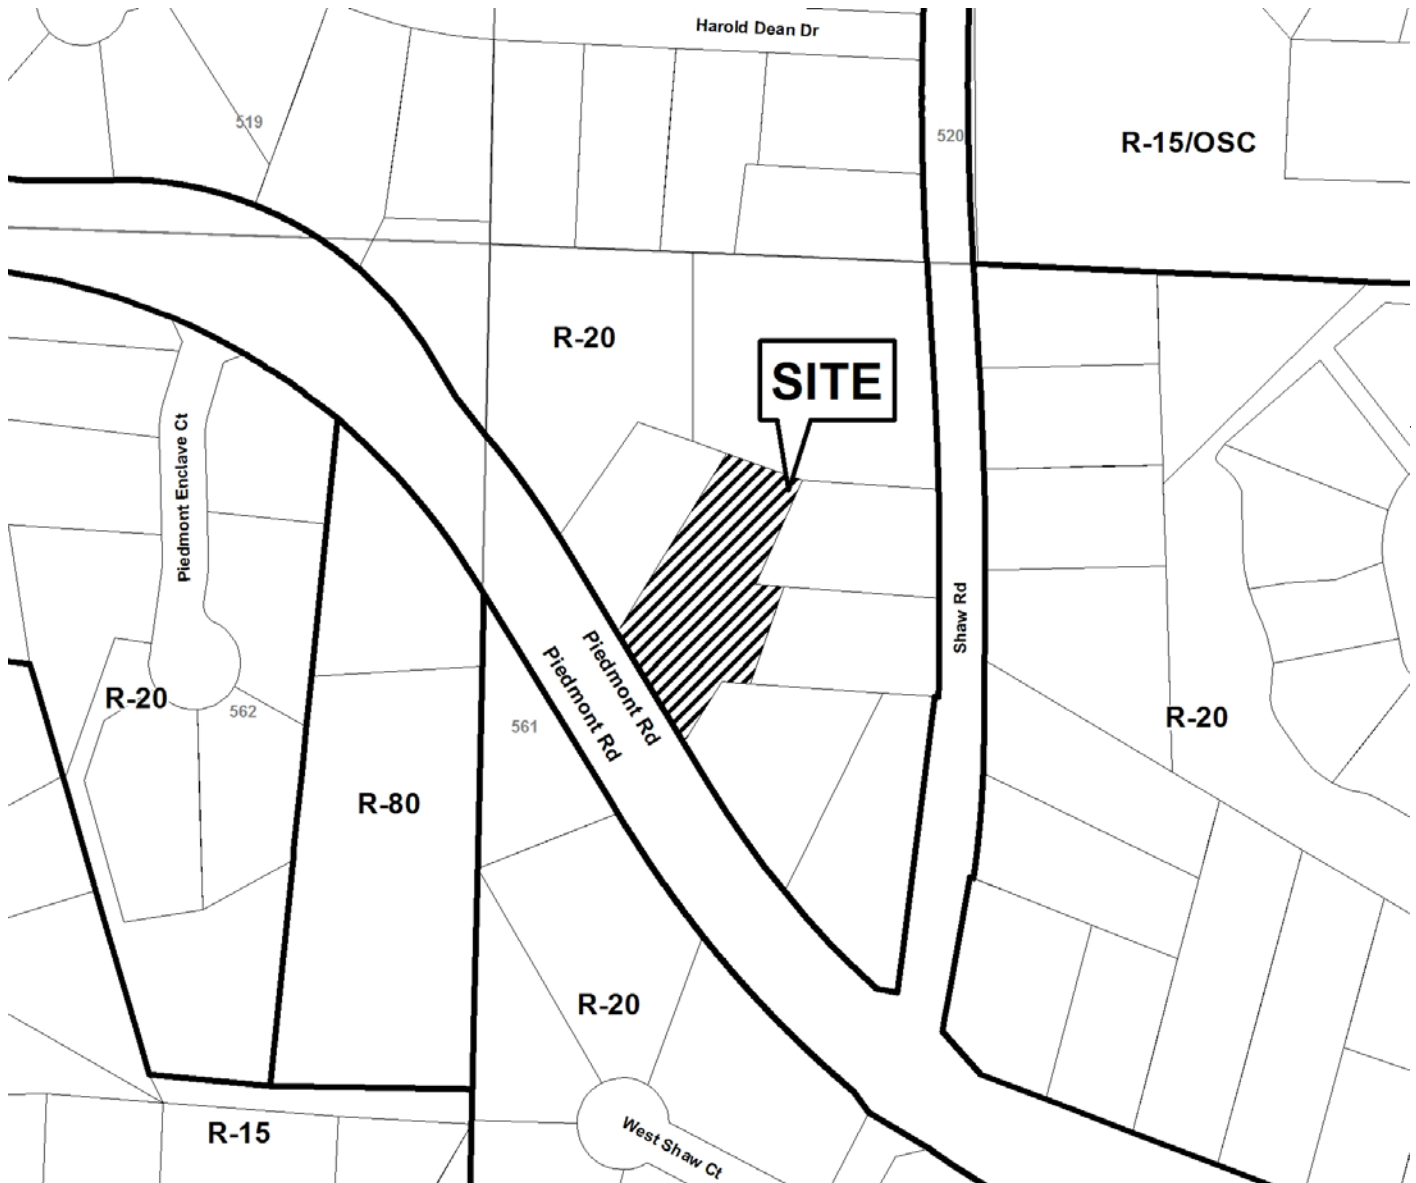 Harold Dean Dr
519
520
R-15/OSC
R-20
SITE
Piedmont Enclave Ct
Shaw Rd
Piedmont Rd
Piedmont Rd
R-20
562
561
R-20
R-80
R-20
R-15
West Shaw Ct